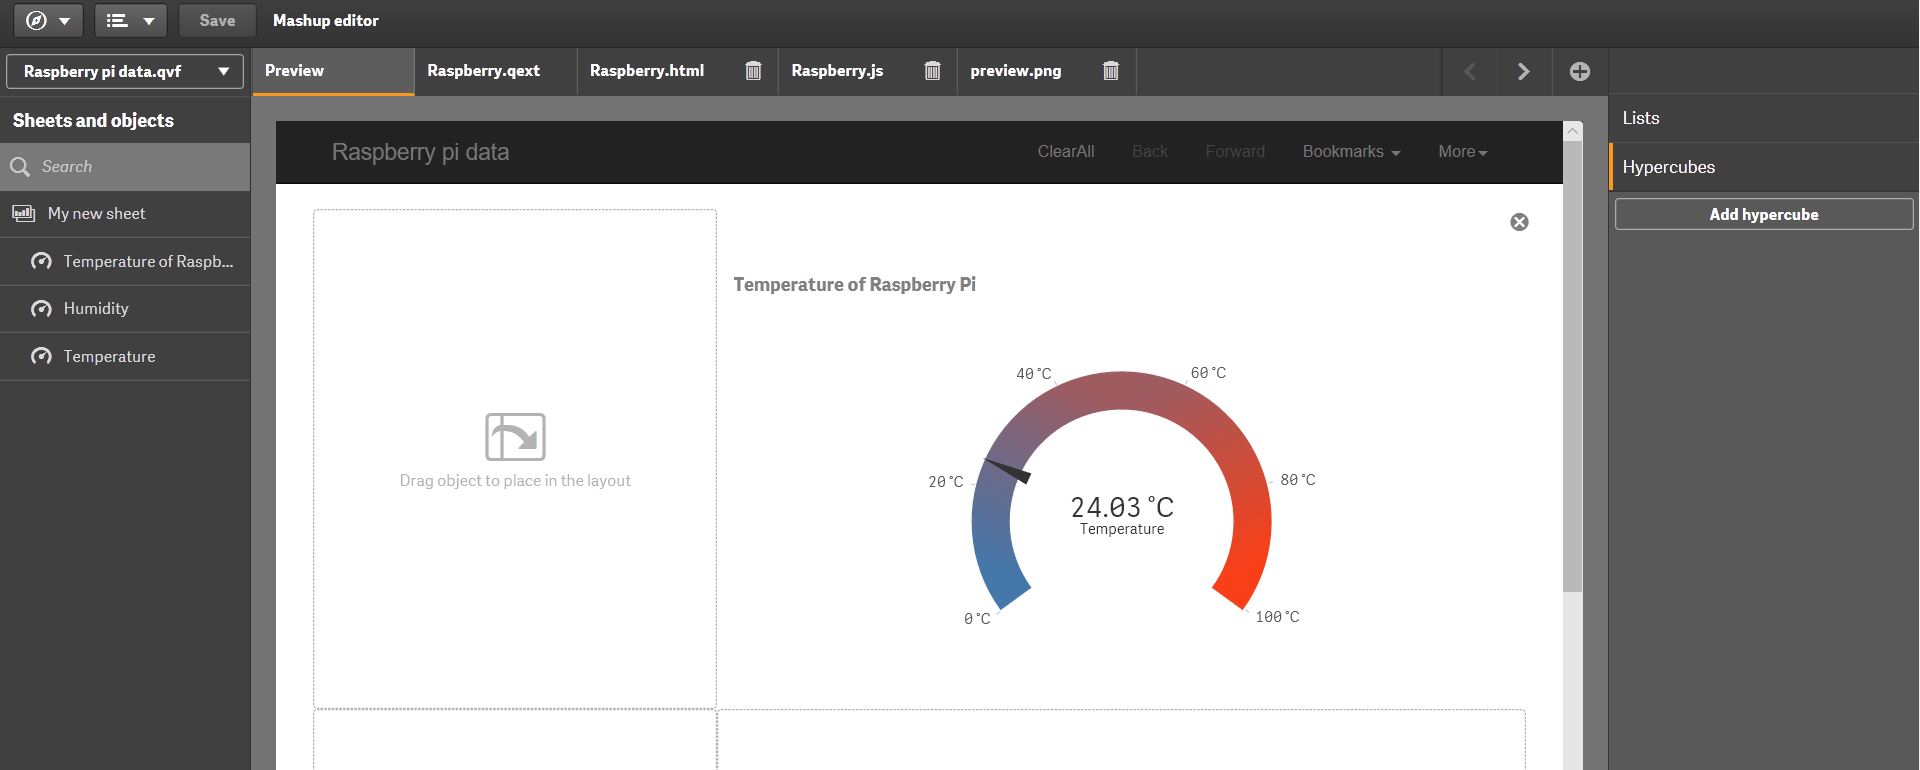 Save
Mashup editor
Raspberry pi data.qvf
Preview
Raspberry.qext
Raspberry.html
Raspberry.js
preview.png
Sheets and objects
Search
My new sheet
Temperature of Raspb...
Humidity
Temperature
Raspberry pi data
ClearAll
Back
Forward
Bookmarks
More
Drag object to place in the layout
Temperature of Raspberry Pi
40 °C
60 °C
20 °C
80 °C
24.03 °C
Temperature
0 °C
100 °C
Lists
Hypercubes
Add hypercube